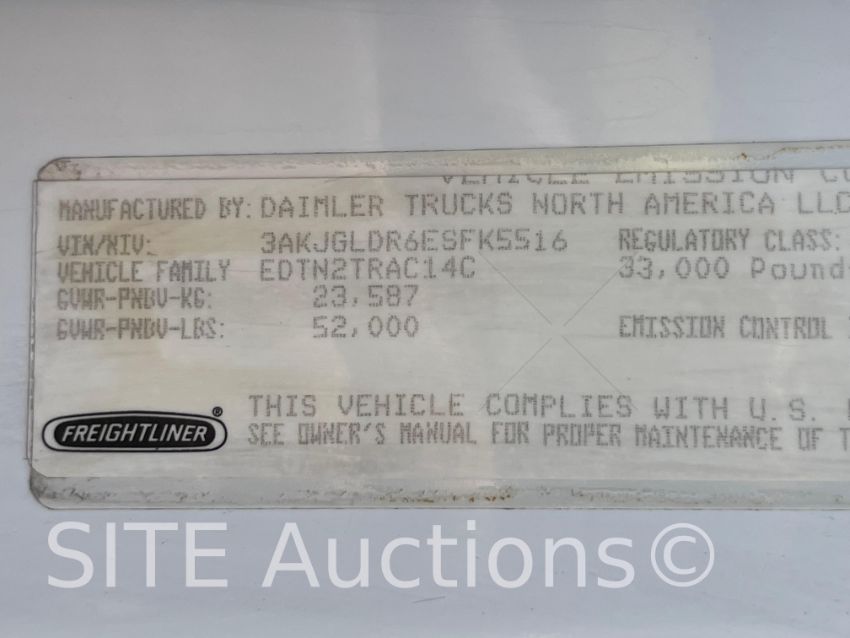 VEHICLE EMISSION CO
MANUFACTURED BY: DAIMLER TRUCKS NORTH AMERICA LLC
VIN/NIV: 3AKJGLDR6ESFK5516 REGULATORY CLASS:
VEHICLE FAMILY EDTN2TRAC14C 33,000 Pound
GVWR-PNBV-KG: 23,587
GVWR-PNBV-LBS: 52,000 EMISSION CONTROL
FREIGHTLINER®
THIS VEHICLE COMPLIES WITH U.S.
SEE OWNER'S MANUAL FOR PROPER MAINTENANCE OF T
SITE Auctions©